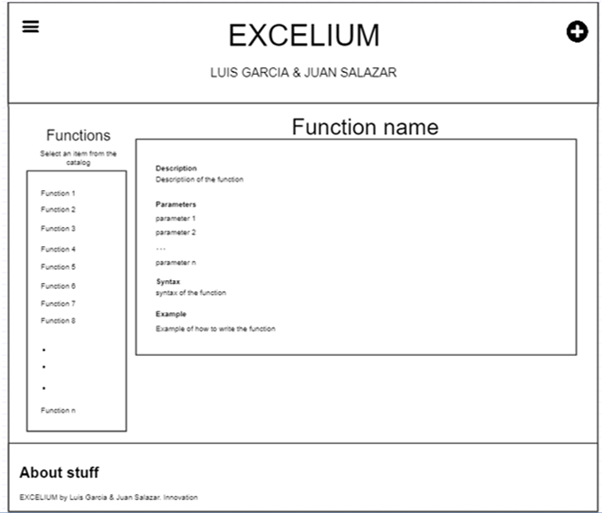 EXCELIUM
LUIS GARCIA & JUAN SALAZAR
Functions
Select an item from the
catalog
Function 1
Function 2
Function 3
Function 4
Function 5
Function 6
Function 7
Function 8
Function n
Function name
Description
Description of the function
Parameters
parameter 1
parameter 2
...
parameter n
Syntax
syntax of the function
Example
Example of how to write the function
About stuff
EXCELIUM by Luis Garcia & Juan Salazar. Innovation